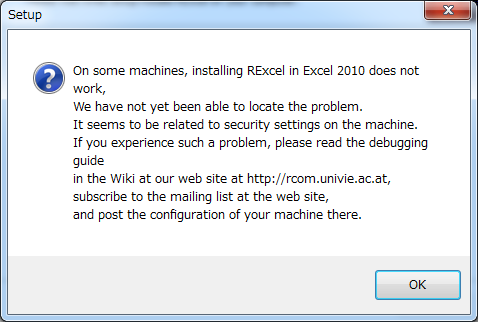 Setup
On some machines, installing RExcel in Excel 2010 does not
work,
We have not yet been able to locate the problem.
It seems to be related to security settings on the machine.
If you experience such a problem, please read the debugging
guide
in the Wiki at our web site at http://rcom.univie.ac.at,
subscribe to the mailing list at the web site,
and post the configuration of your machine there.
OK